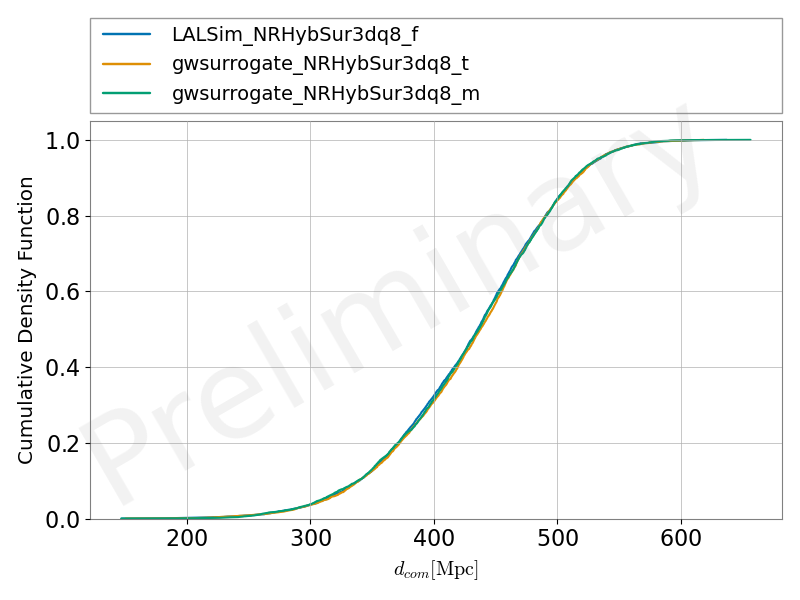 LALSim_NRHybSur3dq8_f
gwsurrogate_NRHybSur3dq8_t
gwsurrogate_NRHybSur3dq8_m
Preliminary
Cumulative Density Function
1.0
0.8
0.6
0.4
0.2
0.0
200 300 400 500 600
d_com[Mpc]